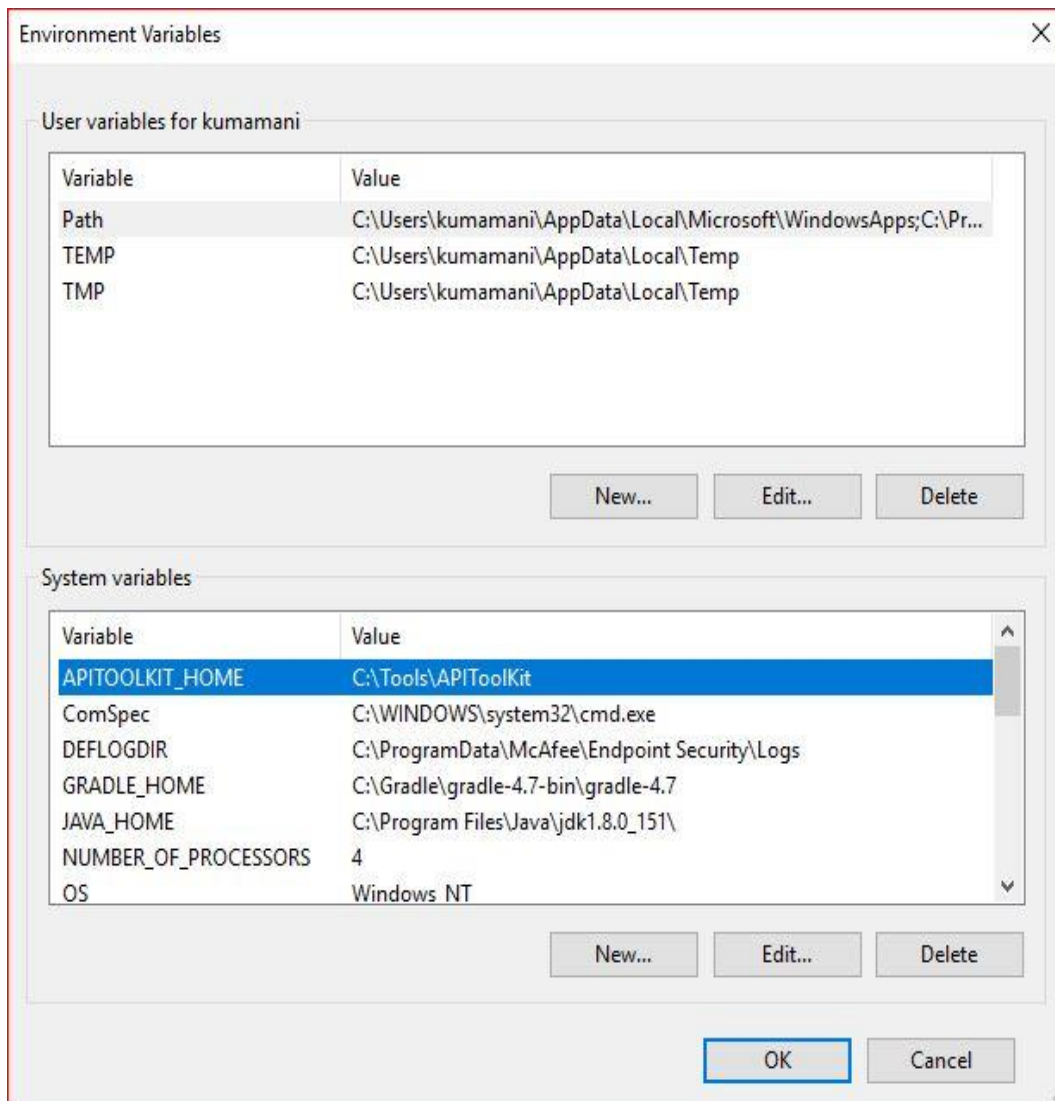 Environment Variables
User variables for kumamani
Variable Value
Path C:\Users\kumamani\AppData\Local\Microsoft\WindowsApps;C:\Pr...
TEMP C:\Users\kumamani\AppData\Local\Temp
TMP C:\Users\kumamani\AppData\Local\Temp
New... Edit... Delete
System variables
Variable Value
APITOOLKIT_HOME C:\Tools\APIToolKit
ComSpec C:\WINDOWS\system32\cmd.exe
DEFLOGDIR C:\ProgramData\McAfee\Endpoint Security\Logs
GRADLE_HOME C:\Gradle\gradle-4.7-bin\gradle-4.7
JAVA_HOME C:\Program Files\Java\jdk1.8.0_151\
NUMBER_OF_PROCESSORS 4
OS Windows_NT
New... Edit... Delete
OK Cancel